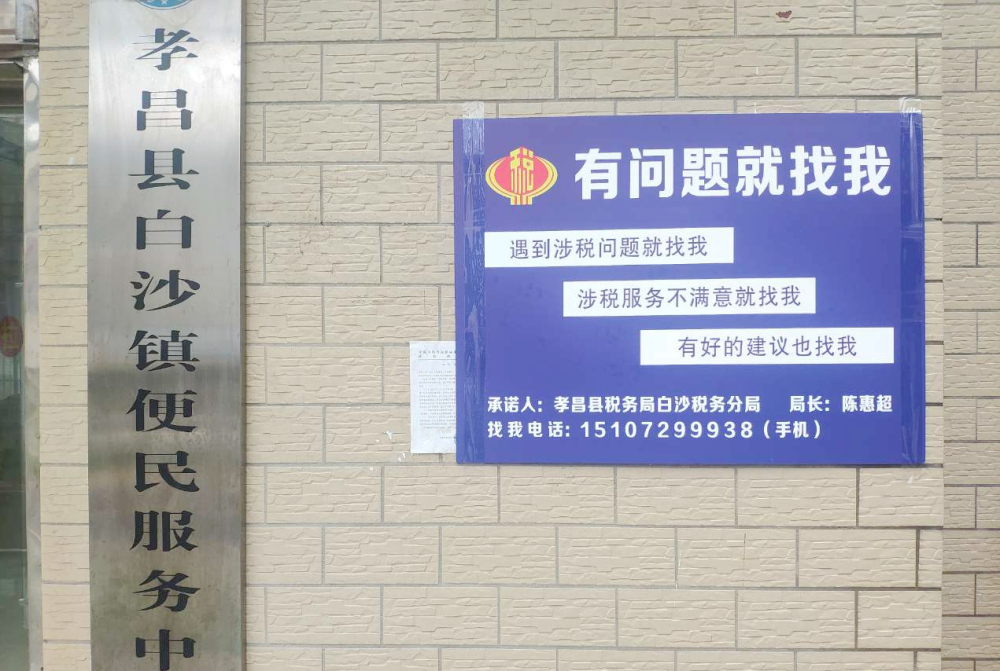 孝昌县白沙镇便民服务中
税
有问题就找我
遇到涉税问题就找我
涉税服务不满意就找我
有好的建议也找我
承诺人：孝昌县税务局白沙税务分局 局长：陈惠超
找我电话：15107299938（手机）